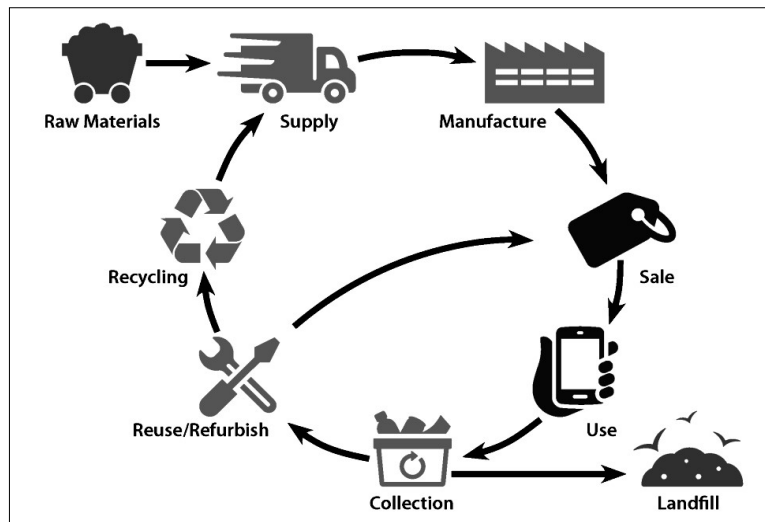 Raw Materials
Supply
Manufacture
Recycling
Sale
Reuse/Refurbish
Use
Collection
Landfill